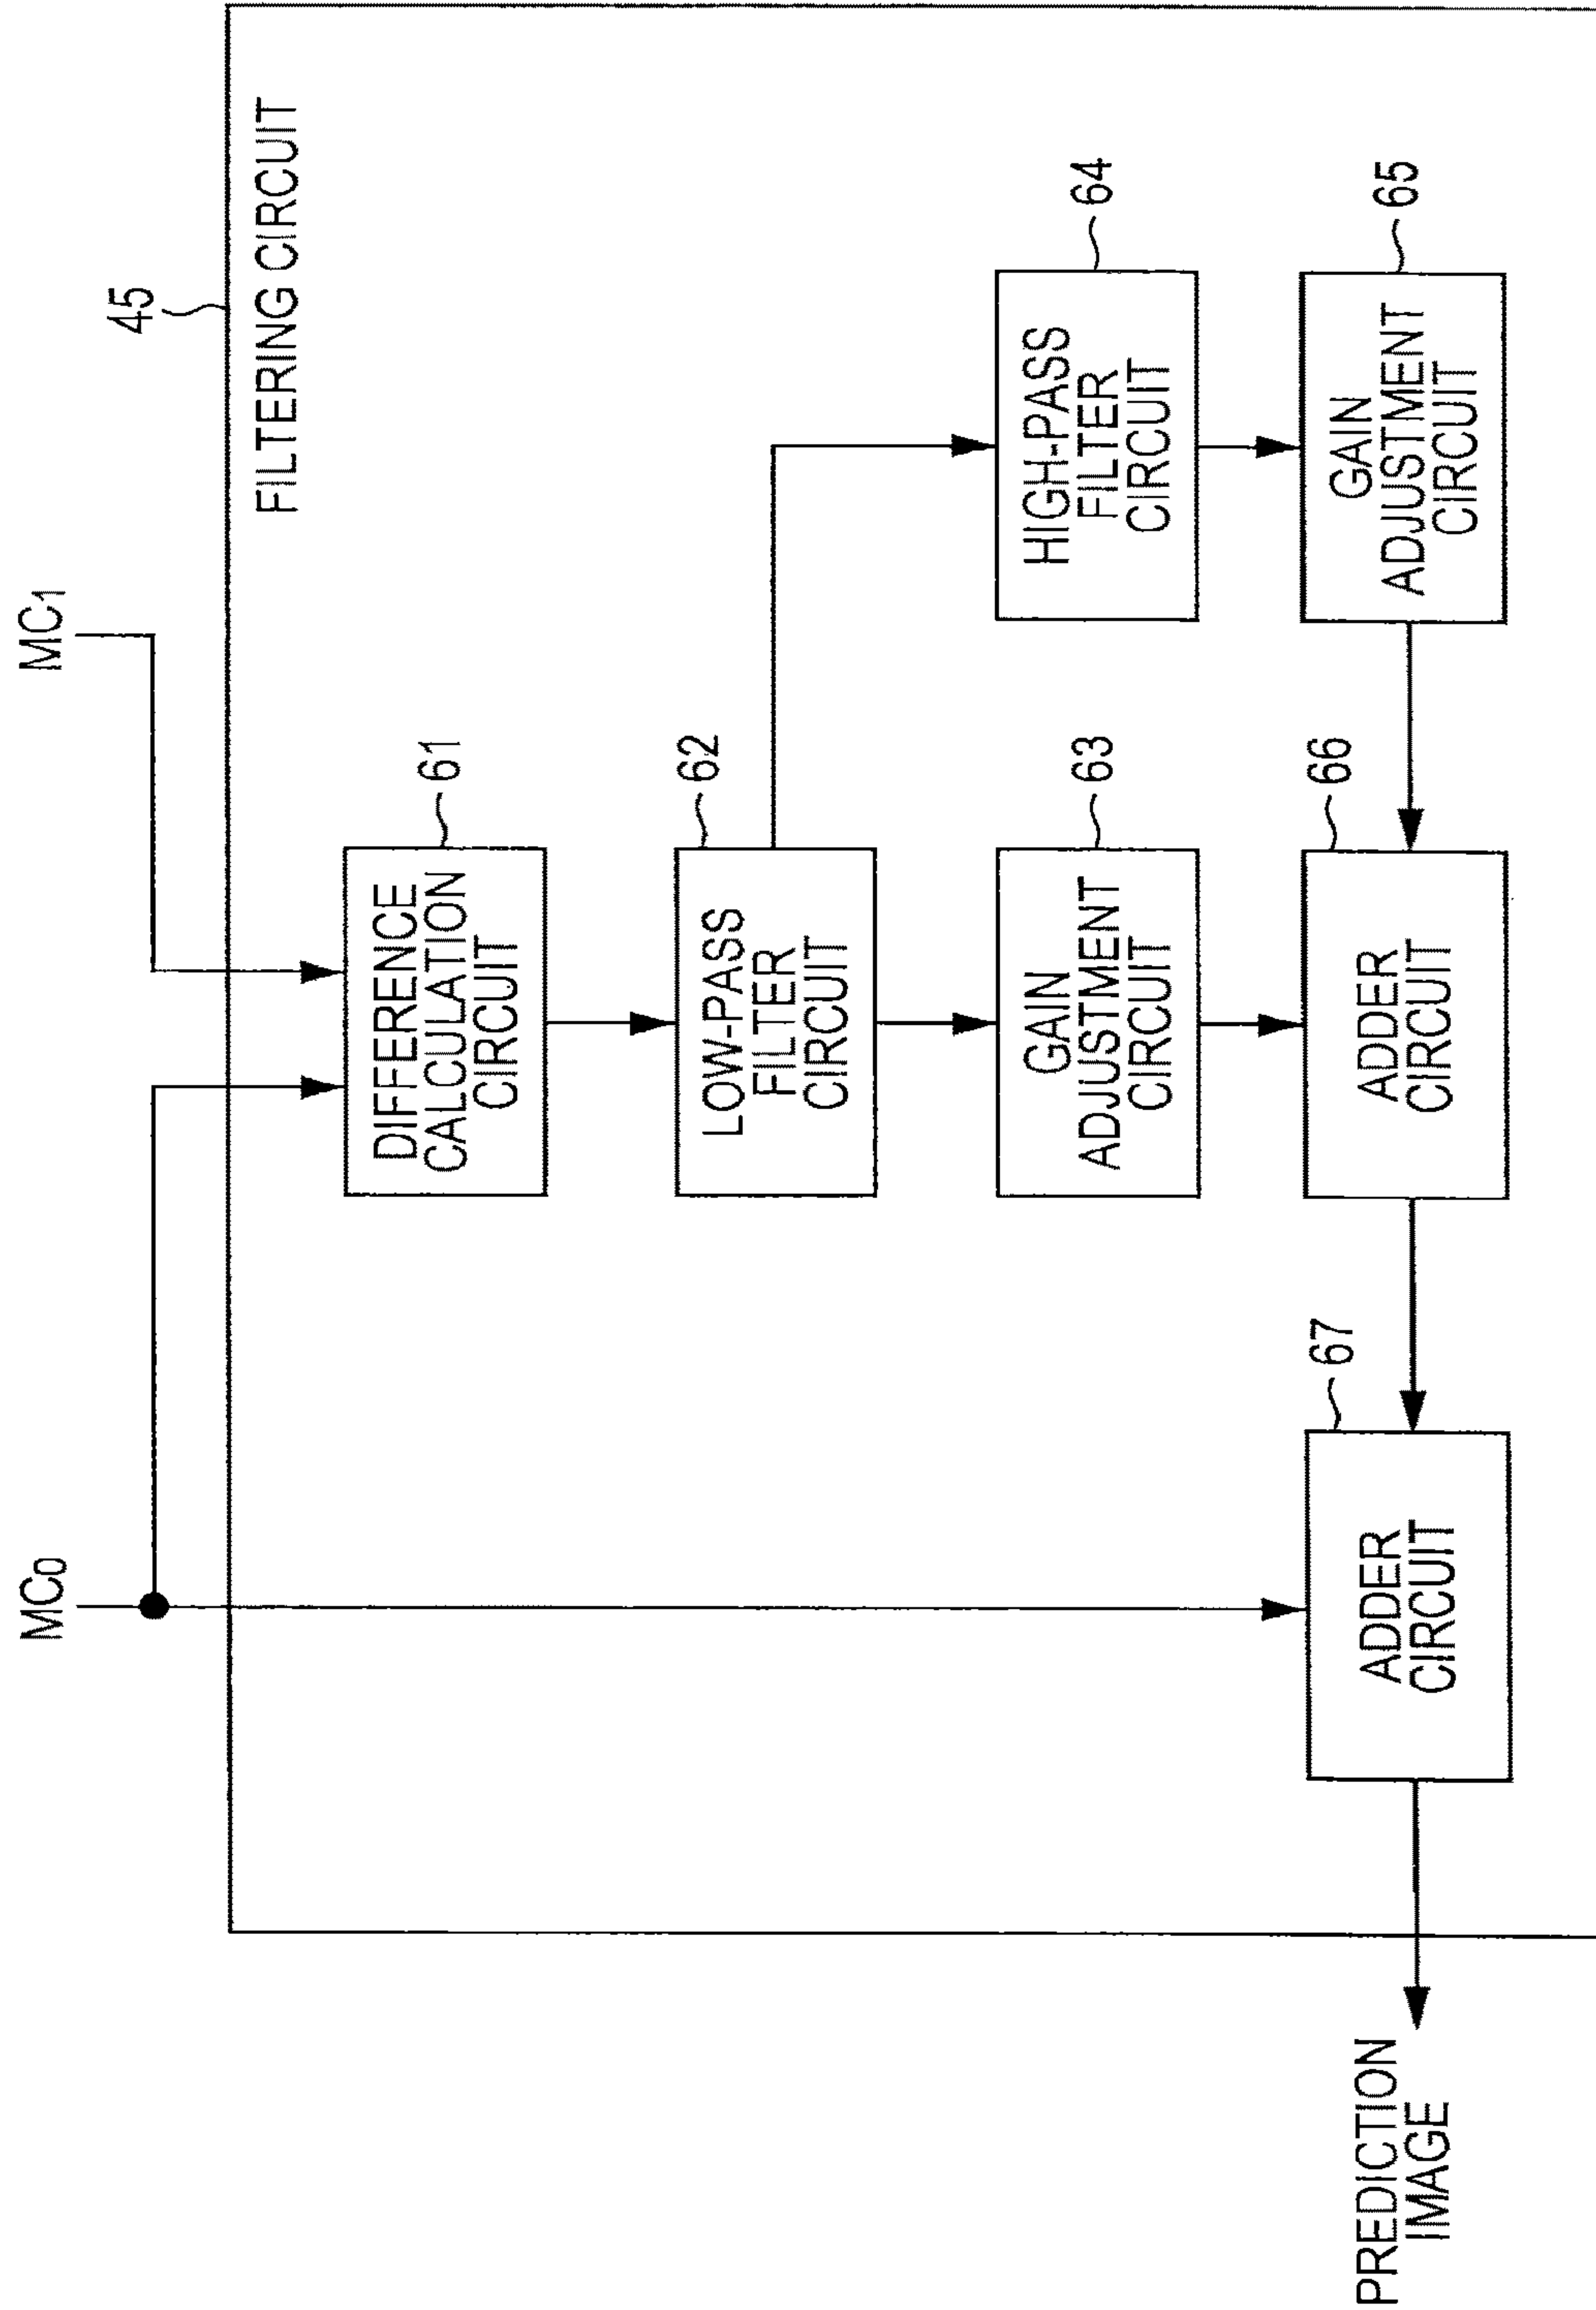 MC0
MC1
45
FILTERING CIRCUIT
61
DIFFERENCE
CALCULATION
CIRCUIT
62
LOW-PASS
FILTER
CIRCUIT
63
GAIN
ADJUSTMENT
CIRCUIT
64
HIGH-PASS
FILTER
CIRCUIT
65
GAIN
ADJUSTMENT
CIRCUIT
66
ADDER
CIRCUIT
67
ADDER
CIRCUIT
PREDICTION
IMAGE